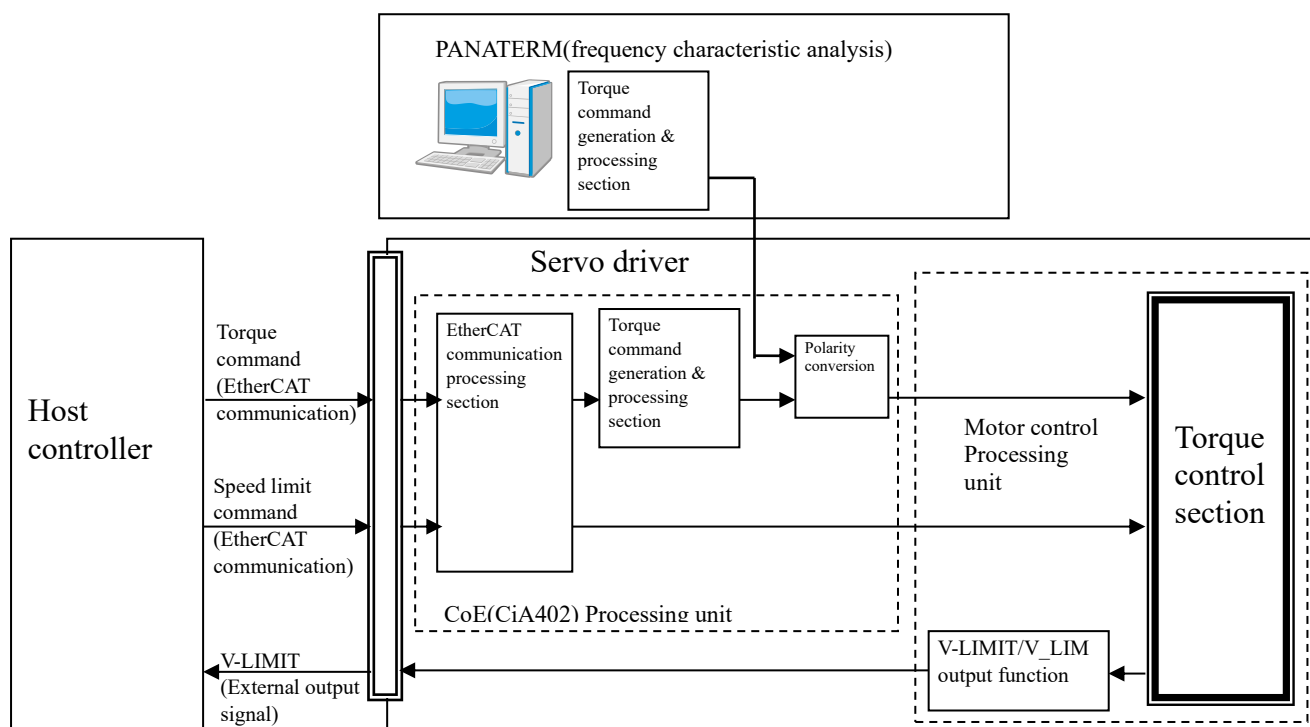 PANATERM(frequency characteristic analysis)
Torque
command
generation &
processing
section
Servo driver
Host
controller
Torque
command
(EtherCAT
communication)
Speed limit
command
(EtherCAT
communication)
V-LIMIT
(External output
signal)
EtherCAT
communication
processing
section
Torque
command
generation &
processing
section
Polarity
conversion
CoE(CiA402) Processing unit
Motor control
Processing
unit
Torque
control
section
V-LIMIT/V_LIM
output function